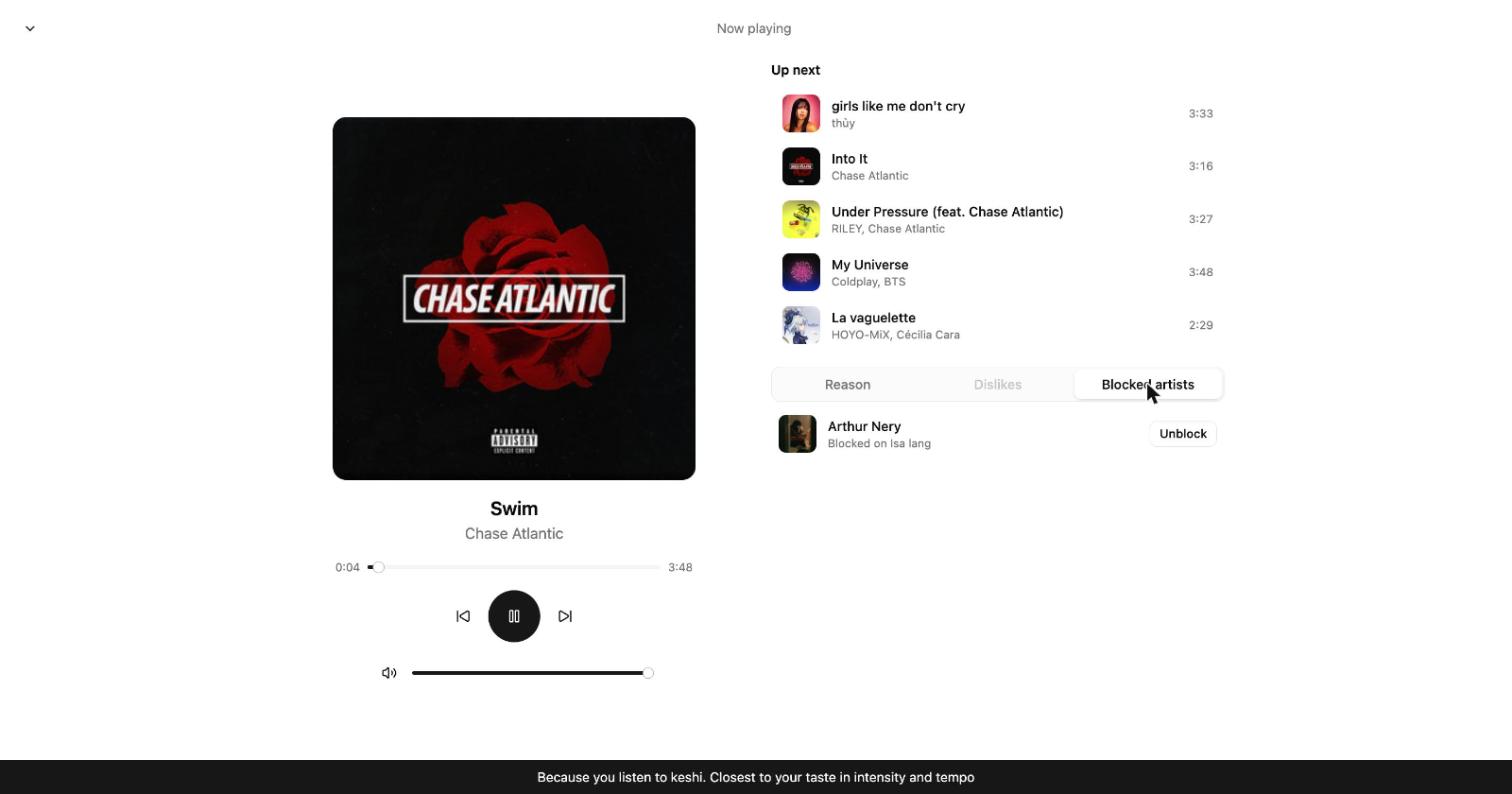 Now playing
CHASE ATLANTIC
PARENTAL
ADVISORY
EXPLICIT CONTENT
Swim
Chase Atlantic
0:04
3:48
Up next
girls like me don't cry
thủy
3:33
Into It
Chase Atlantic
3:16
Under Pressure (feat. Chase Atlantic)
RILEY, Chase Atlantic
3:27
My Universe
Coldplay, BTS
3:48
La vaguelette
HOYO-MiX, Cécilia Cara
2:29
Reason
Dislikes
Blocked artists
Arthur Nery
Blocked on Isa lang
Unblock
Because you listen to keshi. Closest to your taste in intensity and tempo